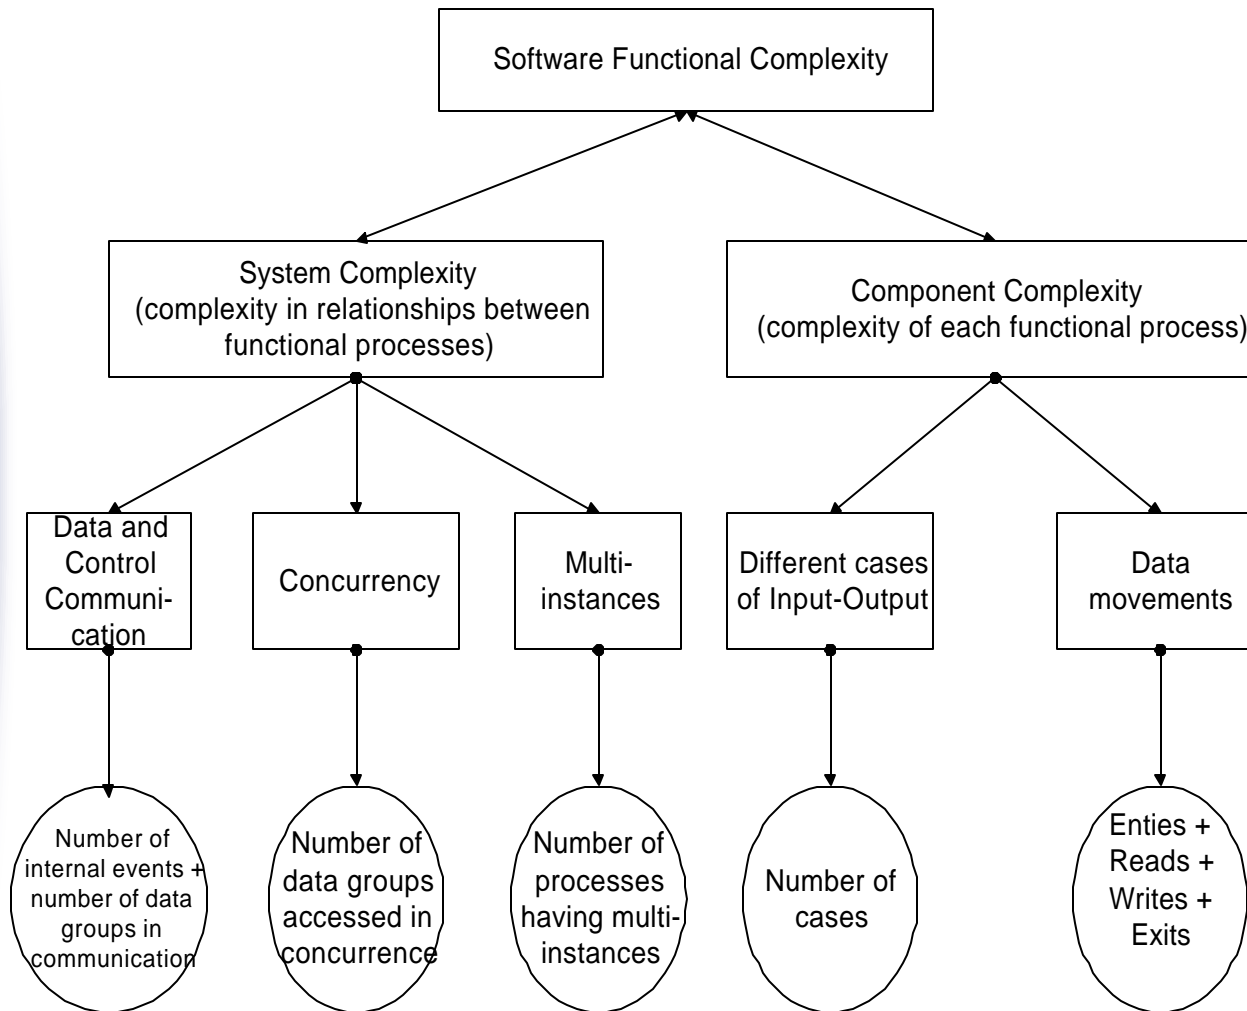 Software Functional Complexity
System Complexity
(complexity in relationships between
functional processes)
Component Complexity
(complexity of each functional process)
Data and
Control
Communi-
cation
Concurrency
Multi-
instances
Different cases
of Input-Output
Data
movements
Number of
internal events +
number of data
groups in
communication
Number of
data groups
accessed in
concurrence
Number of
processes
having multi-
instances
Number of
cases
Enties +
Reads +
Writes +
Exits